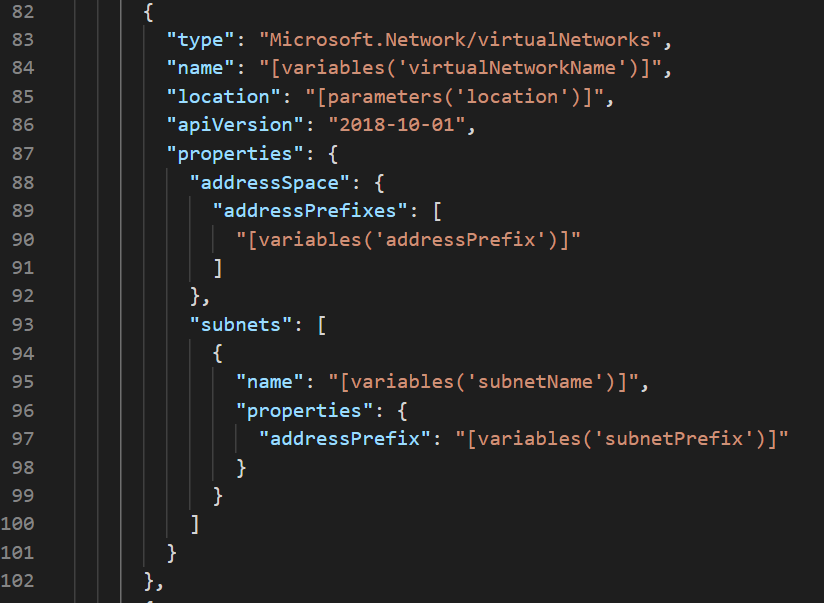 82 {
83 "type": "Microsoft.Network/virtualNetworks",
84 "name": "[variables('virtualNetworkName')]",
85 "location": "[parameters('location')]",
86 "apiVersion": "2018-10-01",
87 "properties": {
88 "addressSpace": {
89 "addressPrefixes": [
90 "[variables('addressPrefix')]"
91 ]
92 },
93 "subnets": [
94 {
95 "name": "[variables('subnetName')]",
96 "properties": {
97 "addressPrefix": "[variables('subnetPrefix')]"
98 }
99 }
100 ]
101 }
102 },